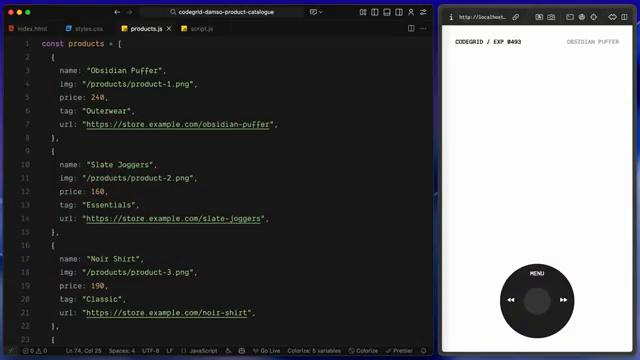 codegrid-damso-product-catalogue
index.html
styles.css
products.js
script.js
1 const products = [
2 {
3 name: "Obsidian Puffer",
4 img: "/products/product-1.png",
5 price: 240,
6 tag: "Outerwear",
7 url: "https://store.example.com/obsidian-puffer",
8 },
9 {
10 name: "Slate Joggers",
11 img: "/products/product-2.png",
12 price: 160,
13 tag: "Essentials",
14 url: "https://store.example.com/slate-joggers",
15 },
16 {
17 name: "Noir Shirt",
18 img: "/products/product-3.png",
19 price: 190,
20 tag: "Classic",
21 url: "https://store.example.com/noir-shirt",
22 },
23 {
0 0
Ln 74, Col 25 Spaces: 4 UTF-8 LF {} JavaScript Go Live Colorize: 5 variables Colorize Prettier
http://localhost...
CODEGRID / EXP 0493
OBSIDIAN PUFFER
MENU